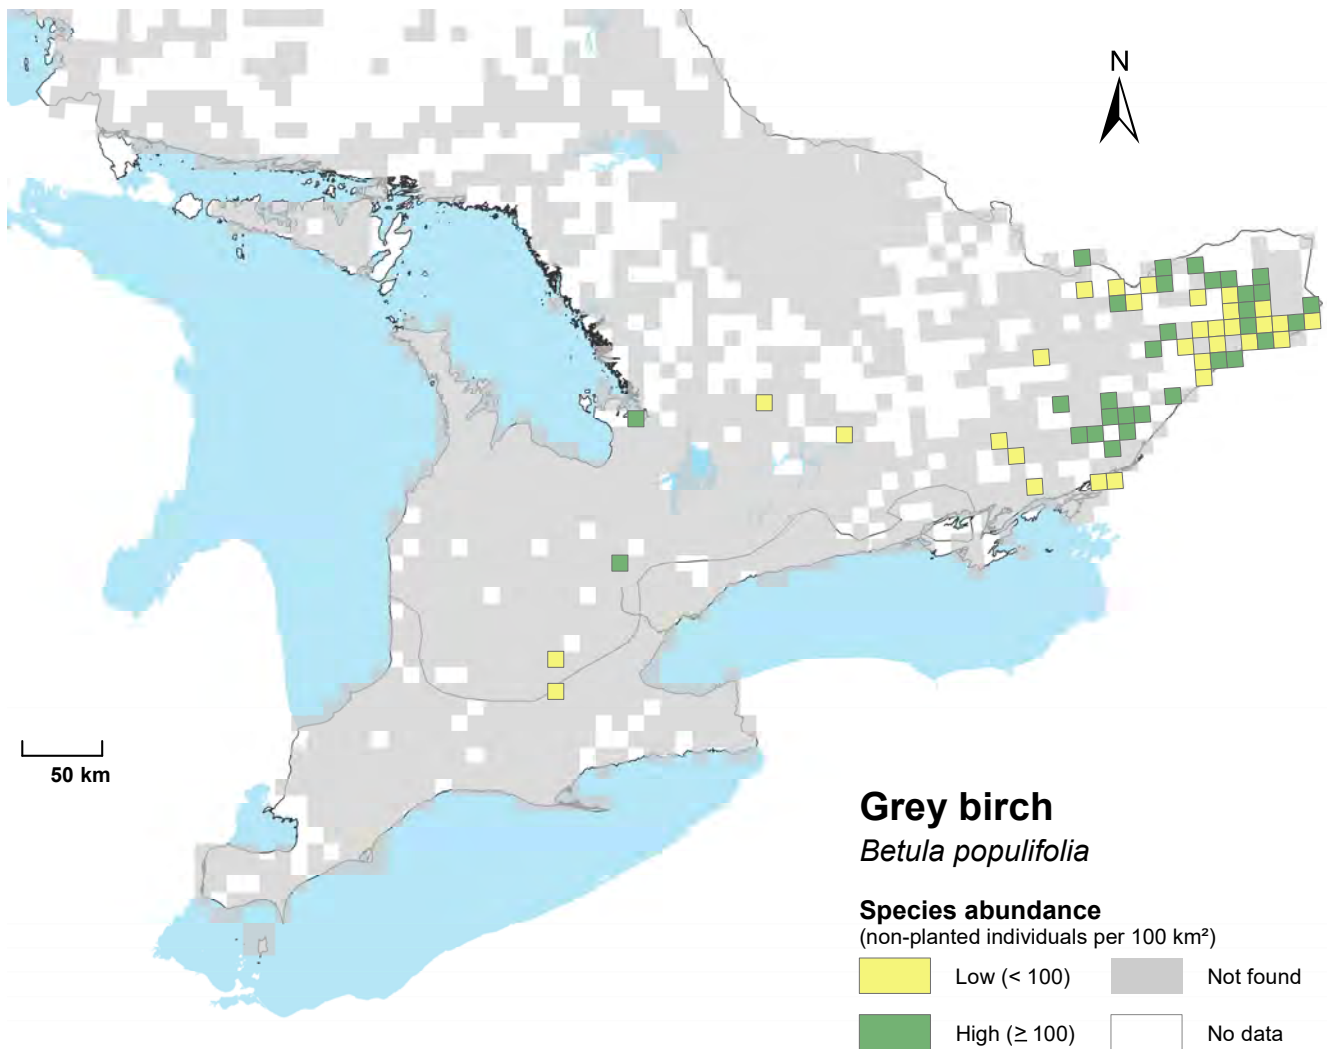 N
50 km
Grey birch
Betula populifolia
Species abundance
(non-planted individuals per 100 km²)
Low (< 100)
Not found
High (≥ 100)
No data